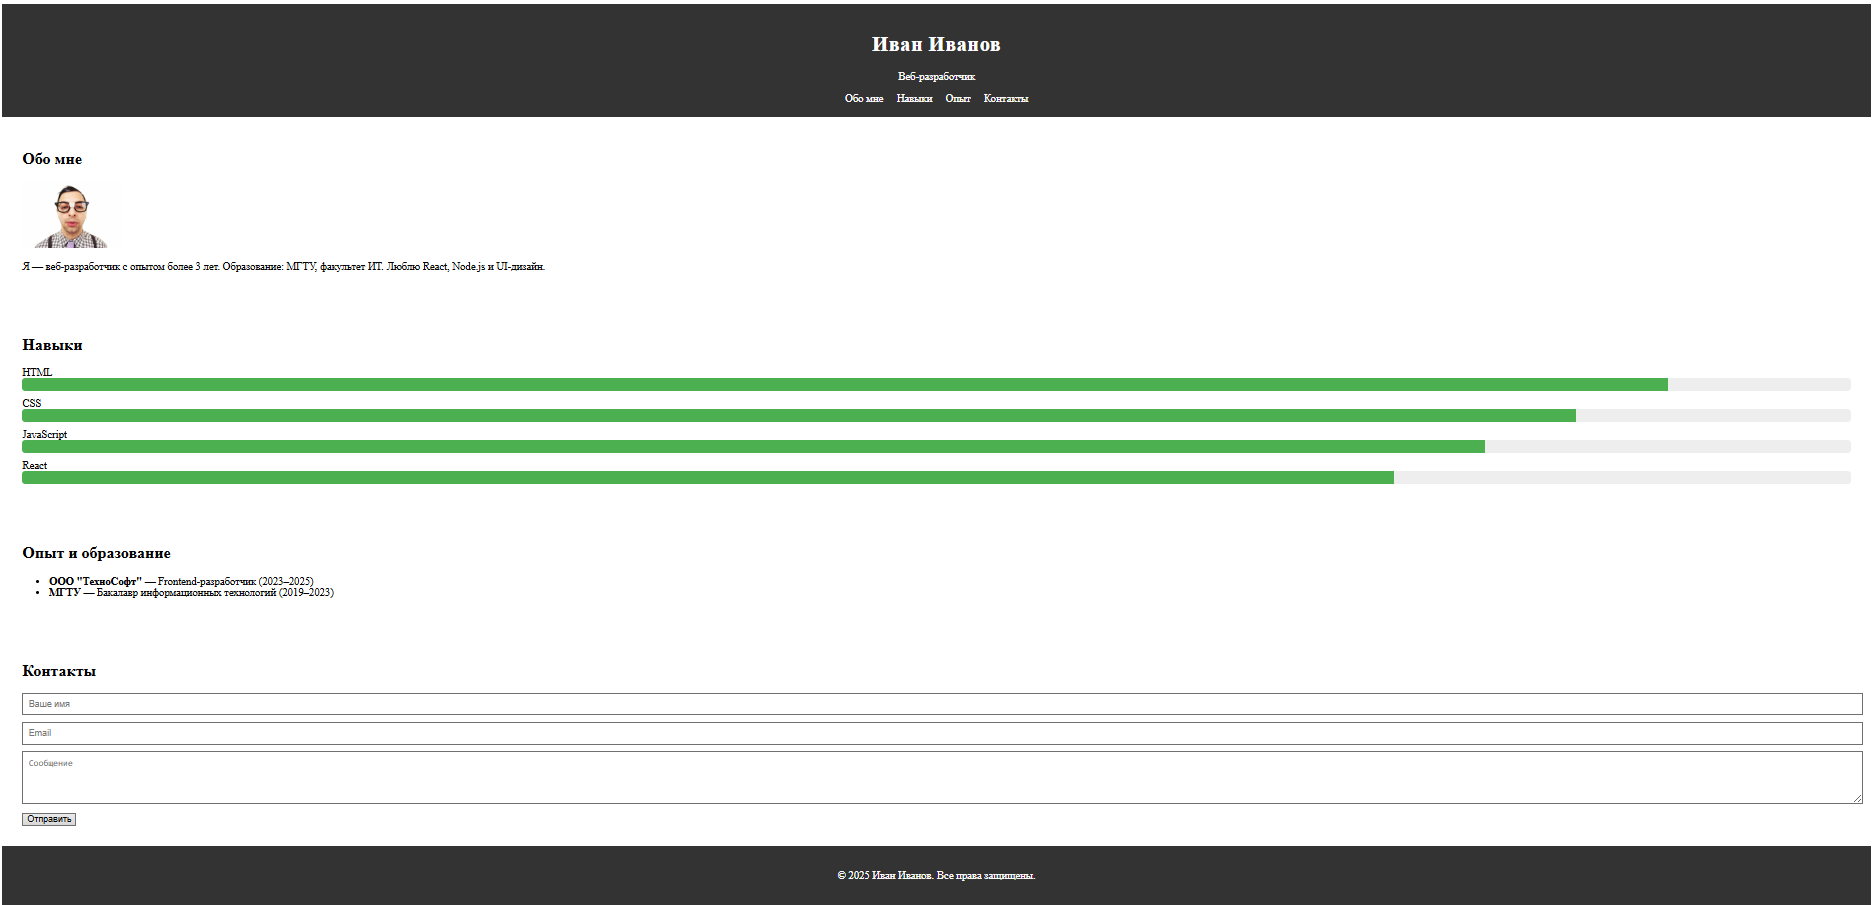 Иван Иванов
Веб-разработчик
Обо мне Навыки Опыт Контакты
Обо мне
Я — веб-разработчик с опытом более 3 лет. Образование: МГТУ, факультет ИТ. Люблю React, Node.js и UI-дизайн.
Навыки
HTML
CSS
JavaScript
React
Опыт и образование
• ООО "ТехноСофт" — Frontend-разработчик (2023–2025)
• МГТУ — Бакалавр информационных технологий (2019–2023)
Контакты
Ваше имя
Email
Сообщение
Отправить
© 2025 Иван Иванов. Все права защищены.